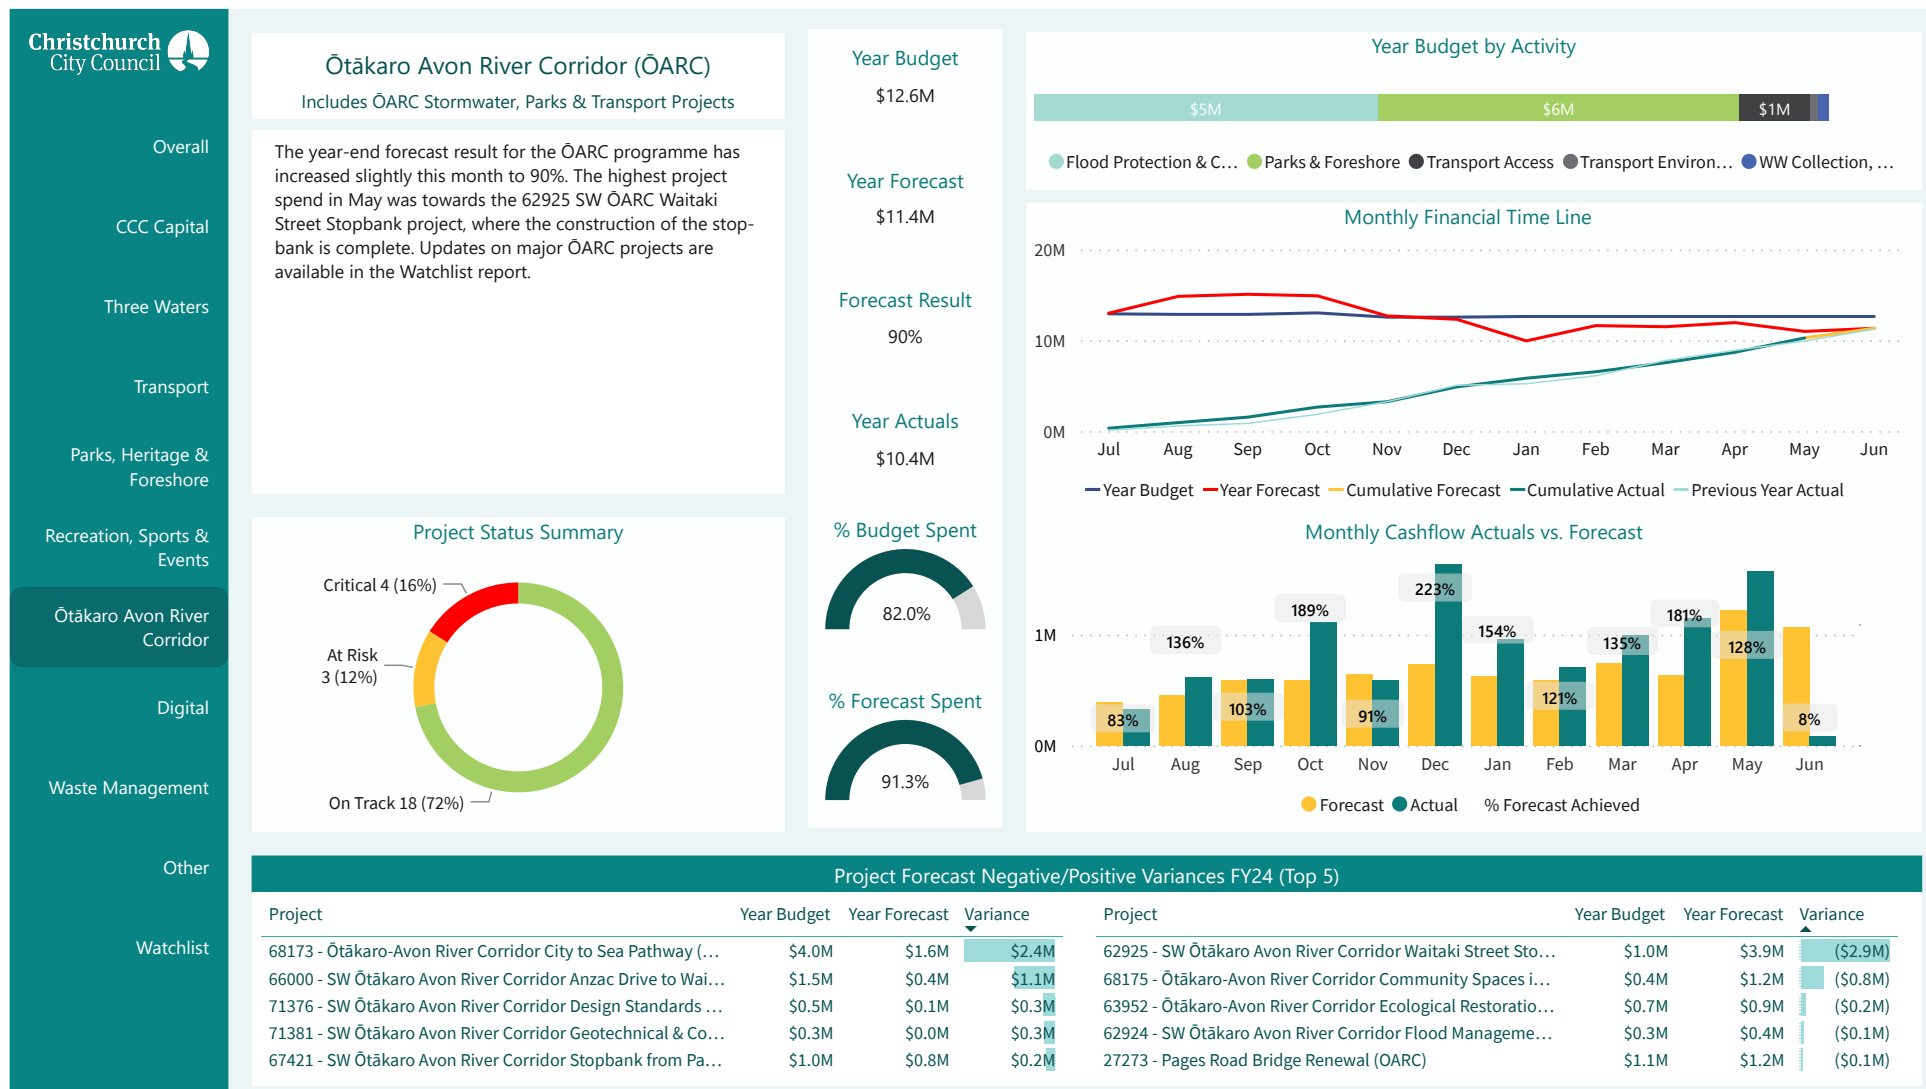 Christchurch
City Council
Overall
CCC Capital
Three Waters
Transport
Parks, Heritage &
Foreshore
Recreation, Sports &
Events
Ōtākaro Avon River
Corridor
Digital
Waste Management
Other
Watchlist
Ōtākaro Avon River Corridor (ŌARC)
Includes ŌARC Stormwater, Parks & Transport Projects
The year-end forecast result for the ŌARC programme has
increased slightly this month to 90%. The highest project
spend in May was towards the 62925 SW ŌARC Waitaki
Street Stopbank project, where the construction of the stop-
bank is complete. Updates on major ŌARC projects are
available in the Watchlist report.
Project Status Summary
Critical 4 (16%)
At Risk
3 (12%)
On Track 18 (72%)
Year Budget
$12.6M
Year Forecast
$11.4M
Forecast Result
90%
Year Actuals
$10.4M
% Budget Spent
82.0%
% Forecast Spent
91.3%
Year Budget by Activity
$5M $6M $1M
Flood Protection & C... Parks & Foreshore Transport Access Transport Environ... WW Collection, ...
Monthly Financial Time Line
20M
10M
0M
Jul Aug Sep Oct Nov Dec Jan Feb Mar Apr May Jun
Year Budget Year Forecast Cumulative Forecast Cumulative Actual Previous Year Actual
Monthly Cashflow Actuals vs. Forecast
1M
0M
83% 136% 103% 189% 91% 223% 154% 121% 135% 181% 128% 8%
Jul Aug Sep Oct Nov Dec Jan Feb Mar Apr May Jun
Forecast Actual % Forecast Achieved
Project Forecast Negative/Positive Variances FY24 (Top 5)
Project Year Budget Year Forecast Variance
68173 - Ōtākaro-Avon River Corridor City to Sea Pathway (... $4.0M $1.6M $2.4M
66000 - SW Ōtākaro Avon River Corridor Anzac Drive to Wai... $1.5M $0.4M $1.1M
71376 - SW Ōtākaro Avon River Corridor Design Standards ... $0.5M $0.1M $0.3M
71381 - SW Ōtākaro Avon River Corridor Geotechnical & Co... $0.3M $0.0M $0.3M
67421 - SW Ōtākaro Avon River Corridor Stopbank from Pa... $1.0M $0.8M $0.2M
Project Year Budget Year Forecast Variance
62925 - SW Ōtākaro Avon River Corridor Waitaki Street Sto... $1.0M $3.9M ($2.9M)
68175 - Ōtākaro-Avon River Corridor Community Spaces i... $0.4M $1.2M ($0.8M)
63952 - Ōtākaro-Avon River Corridor Ecological Restoratio... $0.7M $0.9M ($0.2M)
62924 - SW Ōtākaro Avon River Corridor Flood Manageme... $0.3M $0.4M ($0.1M)
27273 - Pages Road Bridge Renewal (OARC) $1.1M $1.2M ($0.1M)